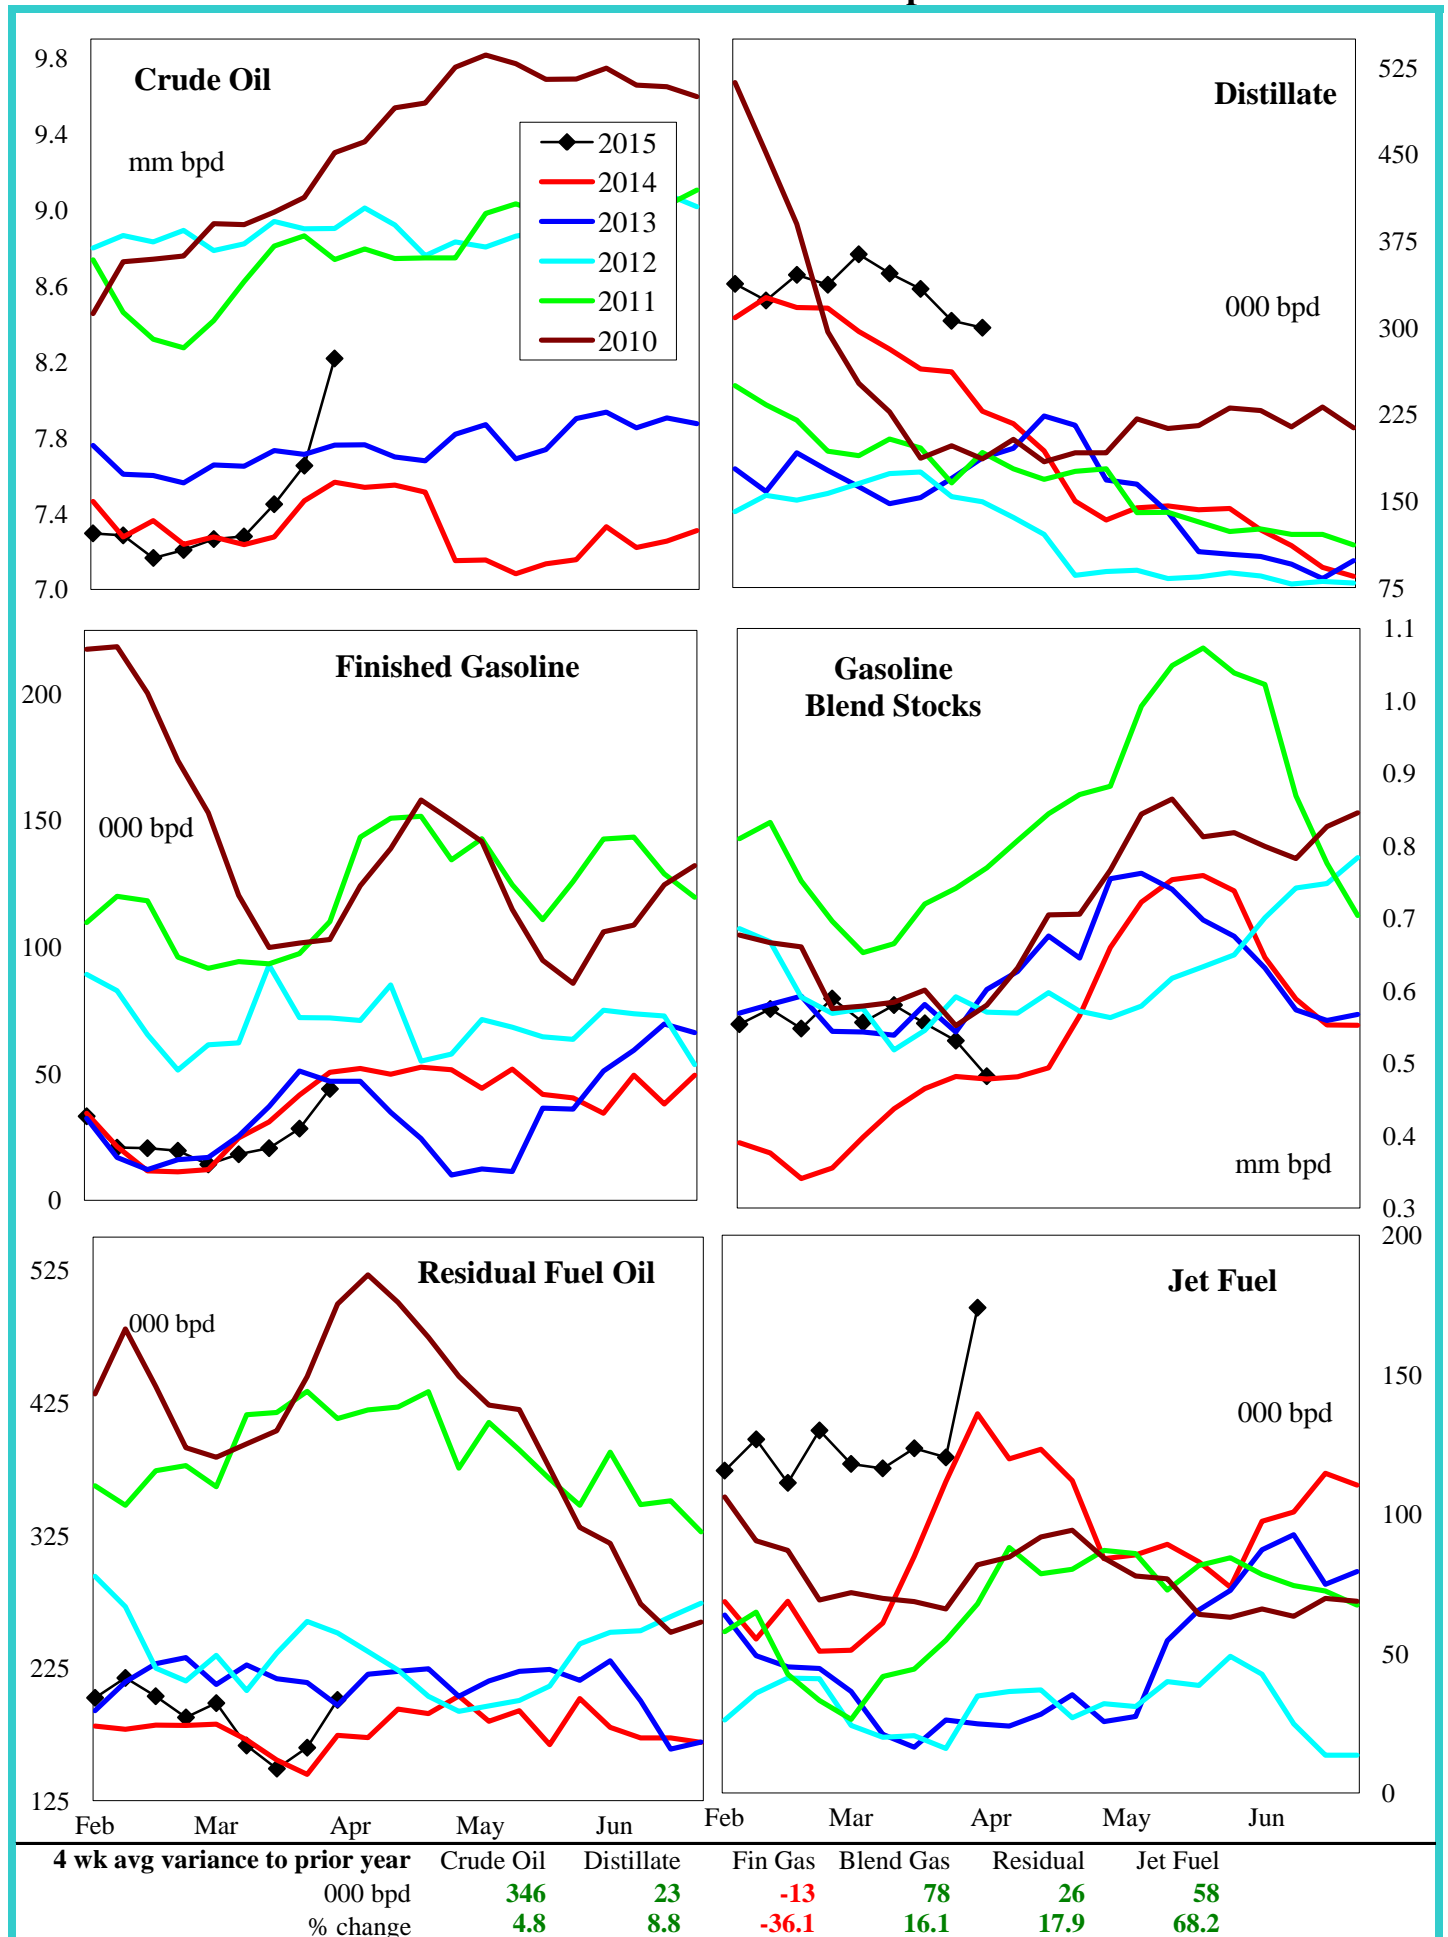 Crude Oil
mm bpd
9.8
9.4
9.0
8.6
8.2
7.8
7.4
7.0
2015
2014
2013
2012
2011
2010
Distillate
000 bpd
525
450
375
300
225
150
75
Finished Gasoline
000 bpd
200
150
100
50
0
Gasoline
Blend Stocks
mm bpd
1.1
1.0
0.9
0.8
0.7
0.6
0.5
0.4
0.3
Residual Fuel Oil
000 bpd
525
425
325
225
125
Feb Mar Apr May Jun
Jet Fuel
000 bpd
200
150
100
50
0
Feb Mar Apr May Jun
4 wk avg variance to prior year Crude Oil Distillate Fin Gas Blend Gas Residual Jet Fuel
000 bpd 346 23 -13 78 26 58
% change 4.8 8.8 -36.1 16.1 17.9 68.2